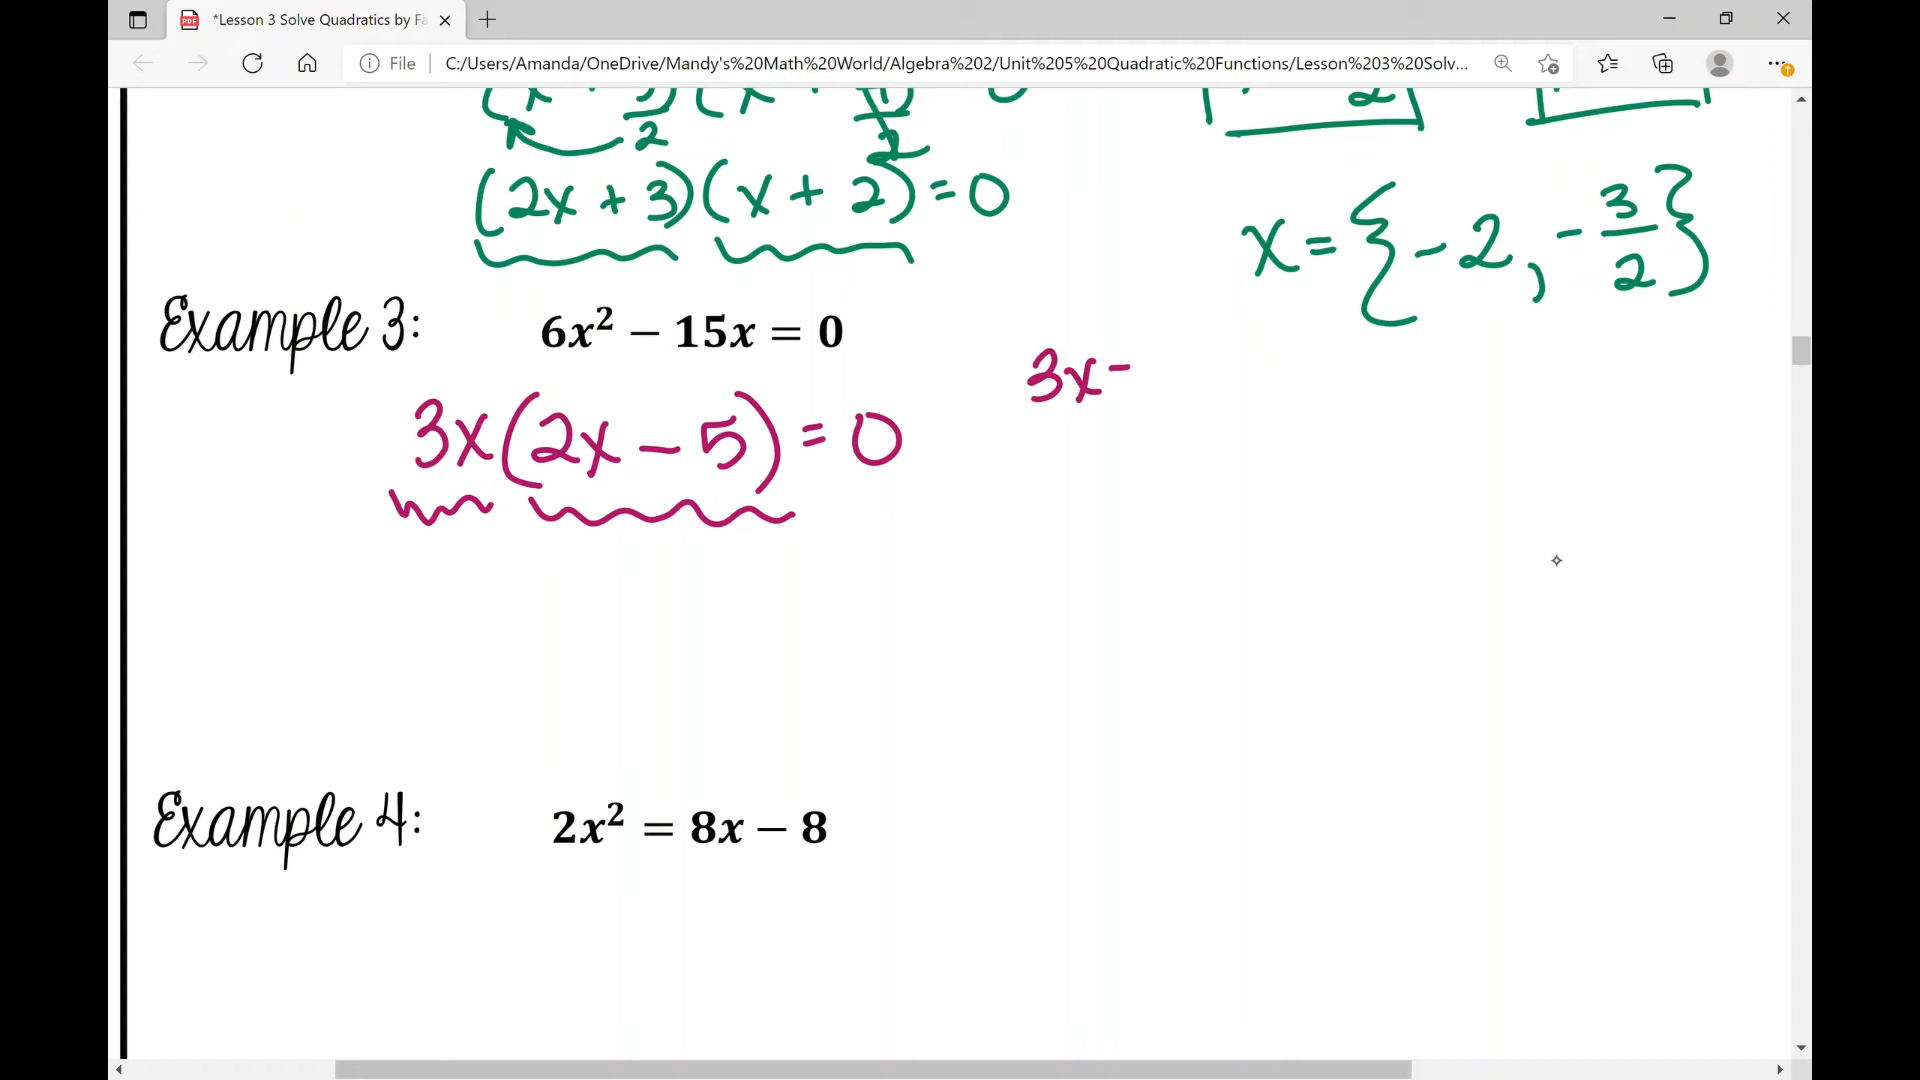 *Lesson 3 Solve Quadratics by Fa
File C:/Users/Amanda/OneDrive/Mandy's%20Math%20World/Algebra%202/Unit%205%20Quadratic%20Functions/Lesson%203%20Solv...
2
(2x + 3)(x + 2) = 0
x = {-2, -3/2}
Example 3: 6x² − 15x = 0
3x -
3x(2x − 5) = 0
Example 4: 2x² = 8x − 8